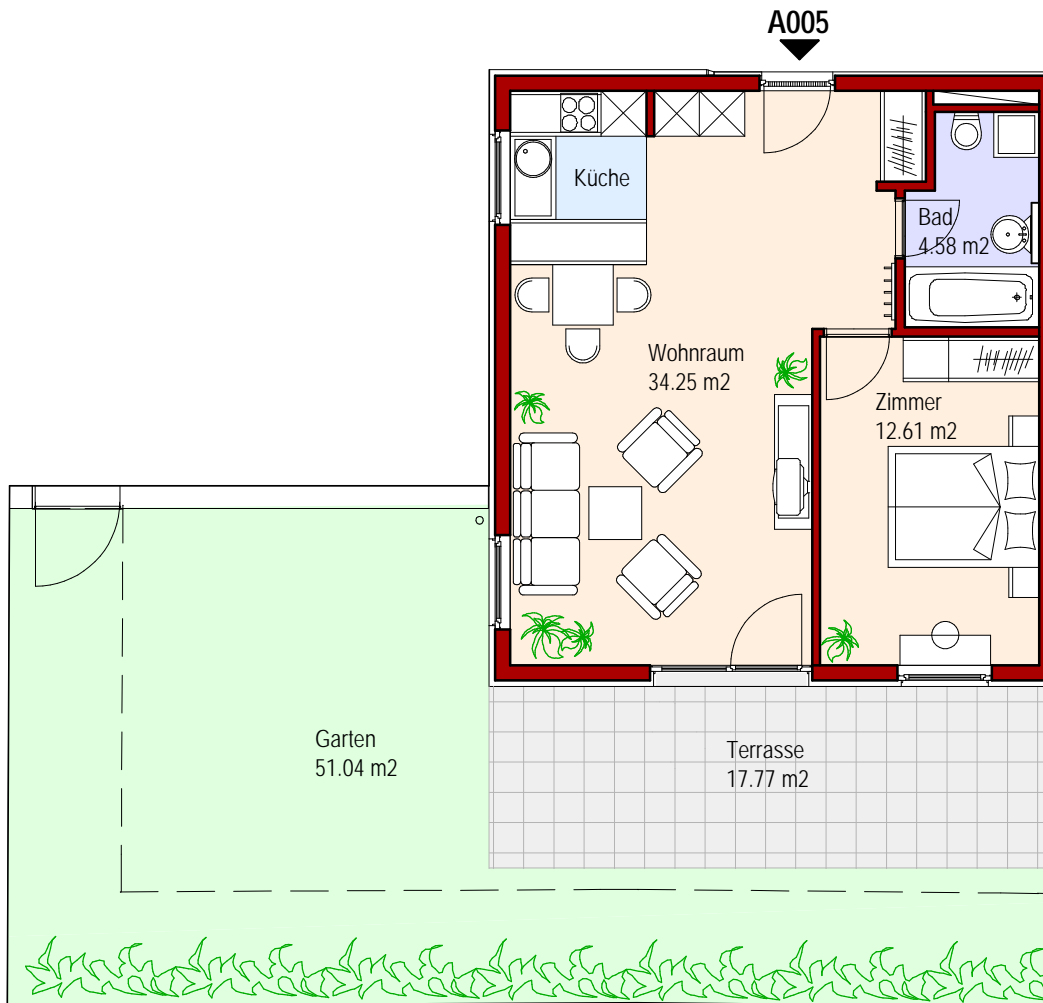 A005
Küche
Bad
4.58 m2
Wohnraum
34.25 m2
Zimmer
12.61 m2
Garten
51.04 m2
Terrasse
17.77 m2